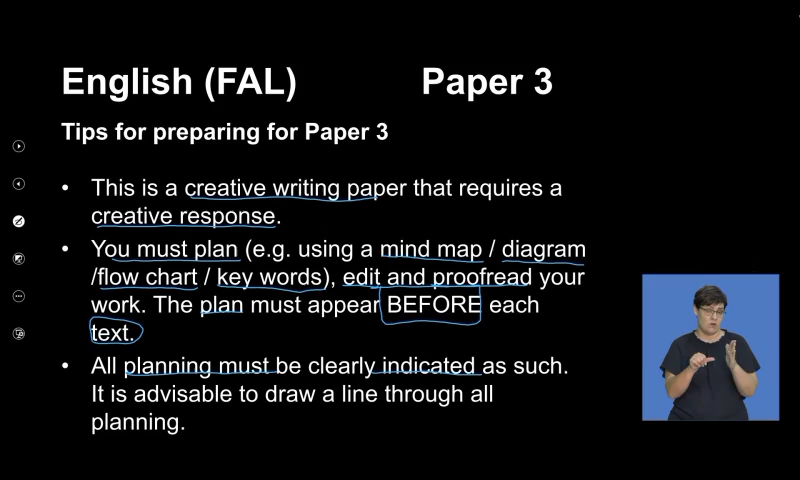 English (FAL) Paper 3
Tips for preparing for Paper 3
• This is a creative writing paper that requires a
creative response.
• You must plan (e.g. using a mind map / diagram
/flow chart / key words), edit and proofread your
work. The plan must appear BEFORE each
text.
• All planning must be clearly indicated as such.
It is advisable to draw a line through all
planning.